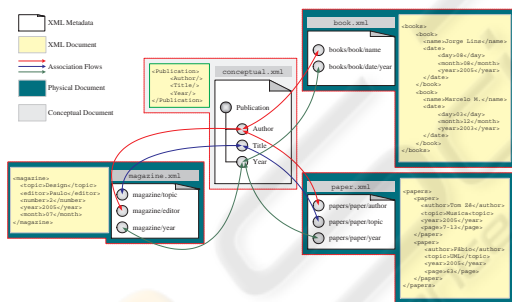 XML Metadata
XML Document
Association Flows
Physical Document
Conceptual Document
<Publication>
<Author/>
<Title/>
<Year/>
</Publication>
conceptual.xml
Publication
Author
Title
Year
book.xml
books/book/name
books/book/date/year
<books>
<book>
<name>Jorge Lins</name>
<date>
<day>08</day>
<month>08</month>
<year>2005</year>
</date>
</book>
<book>
<name>Marcelo M.</name>
<date>
<day>03</day>
<month>12</month>
<year>2003</year>
</date>
</book>
</books>
<magazine>
<topic>Design</topic>
<editor>Paulo</editor>
<number>2</number>
<year>2005</year>
<month>07</month>
</magazine>
magazine.xml
magazine/topic
magazine/editor
magazine/year
paper.xml
papers/paper/author
papers/paper/topic
papers/paper/year
<papers>
<paper>
<author>Tom Zé</author>
<topic>Musica<topic>
<year>2005</year>
<page>7-13</page>
</paper>
<paper>
<author>Fábio</author>
<topic>UML</topic>
<year>2005</year>
<page>63</page>
</paper>
</papers>